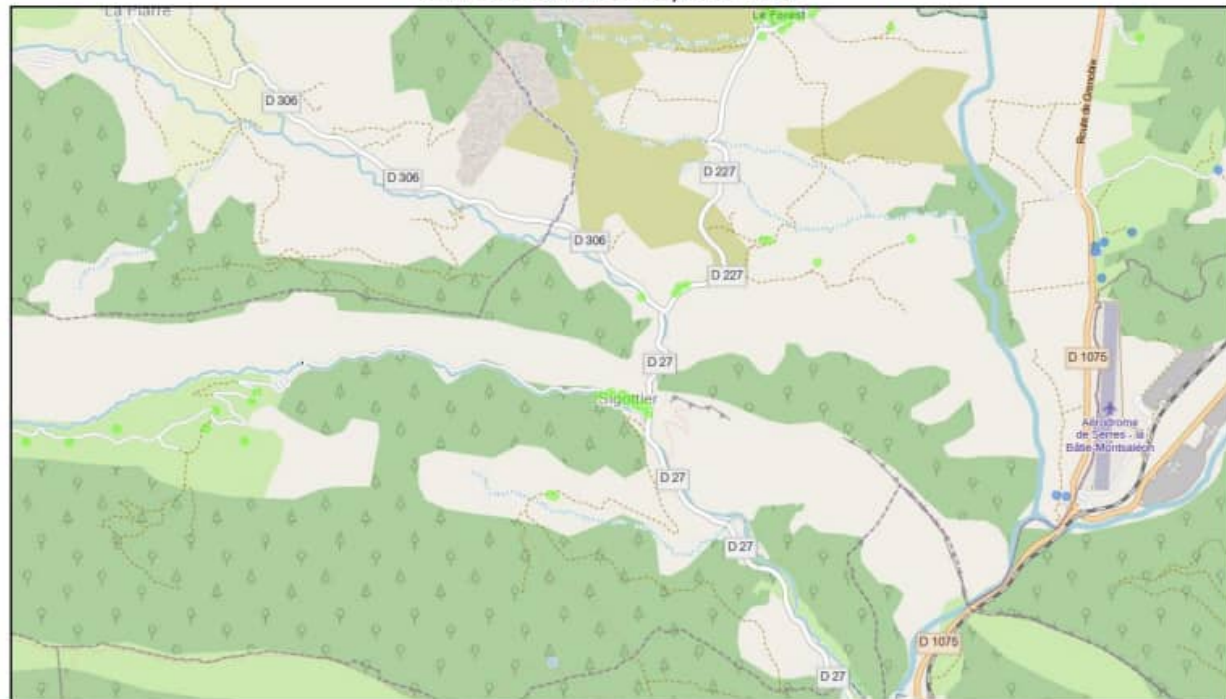 La Piarre
Le Forest
D 306
Route de Grenoble
D 227
D 306
D 306
D 227
D 27
D 1075
Sigottier
Aérodrome
de Serres - la
Bâtie-Montsaléon
D 27
D 27
D 1075
D 27